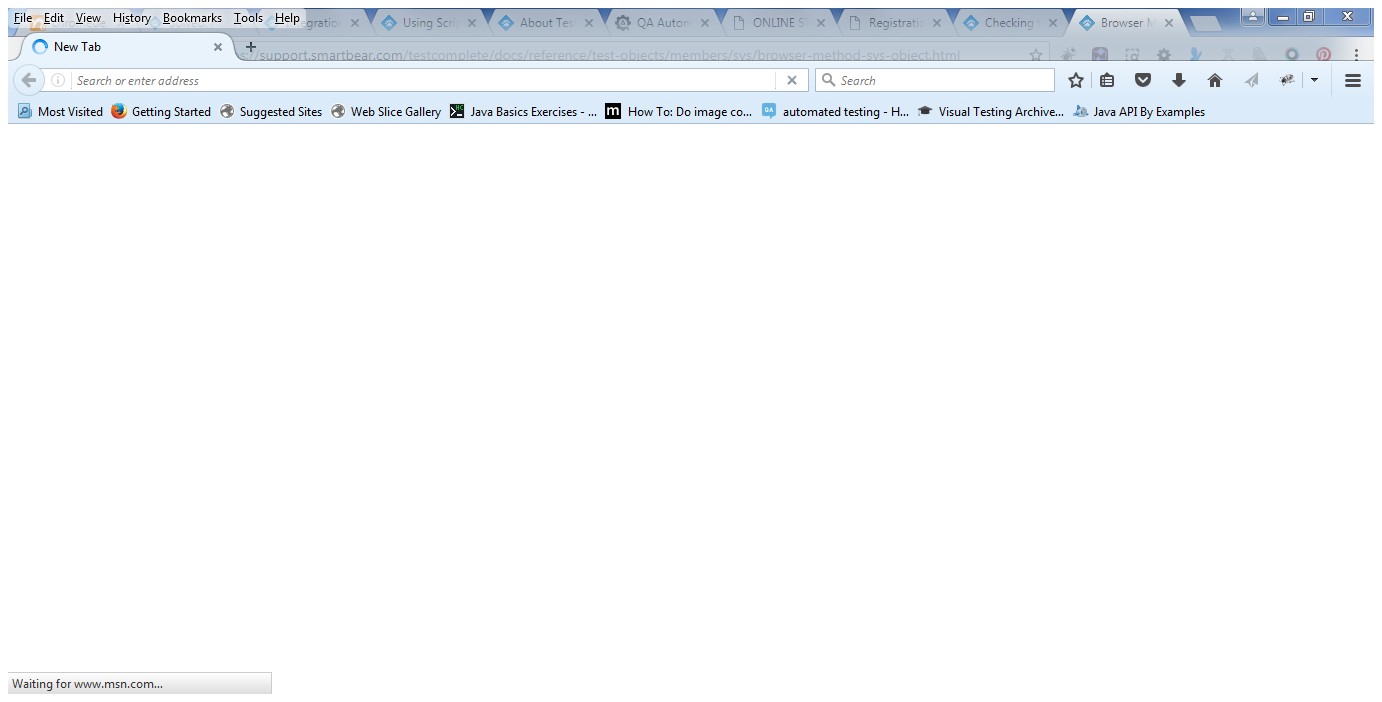 File Edit View History Bookmarks Tools Help egration Using Scri About Tes QA Autom ONLINE S Registratic Checking Browser M
New Tab
support.smartbear.com/testcomplete/docs/reference/test-objects/members/sys/browser-method-sys-object.html
Search or enter address Search
Most Visited Getting Started Suggested Sites Web Slice Gallery Java Basics Exercises - ... m How To: Do image co... QA automated testing - H... Visual Testing Archive... Java API By Examples
Waiting for www.msn.com...